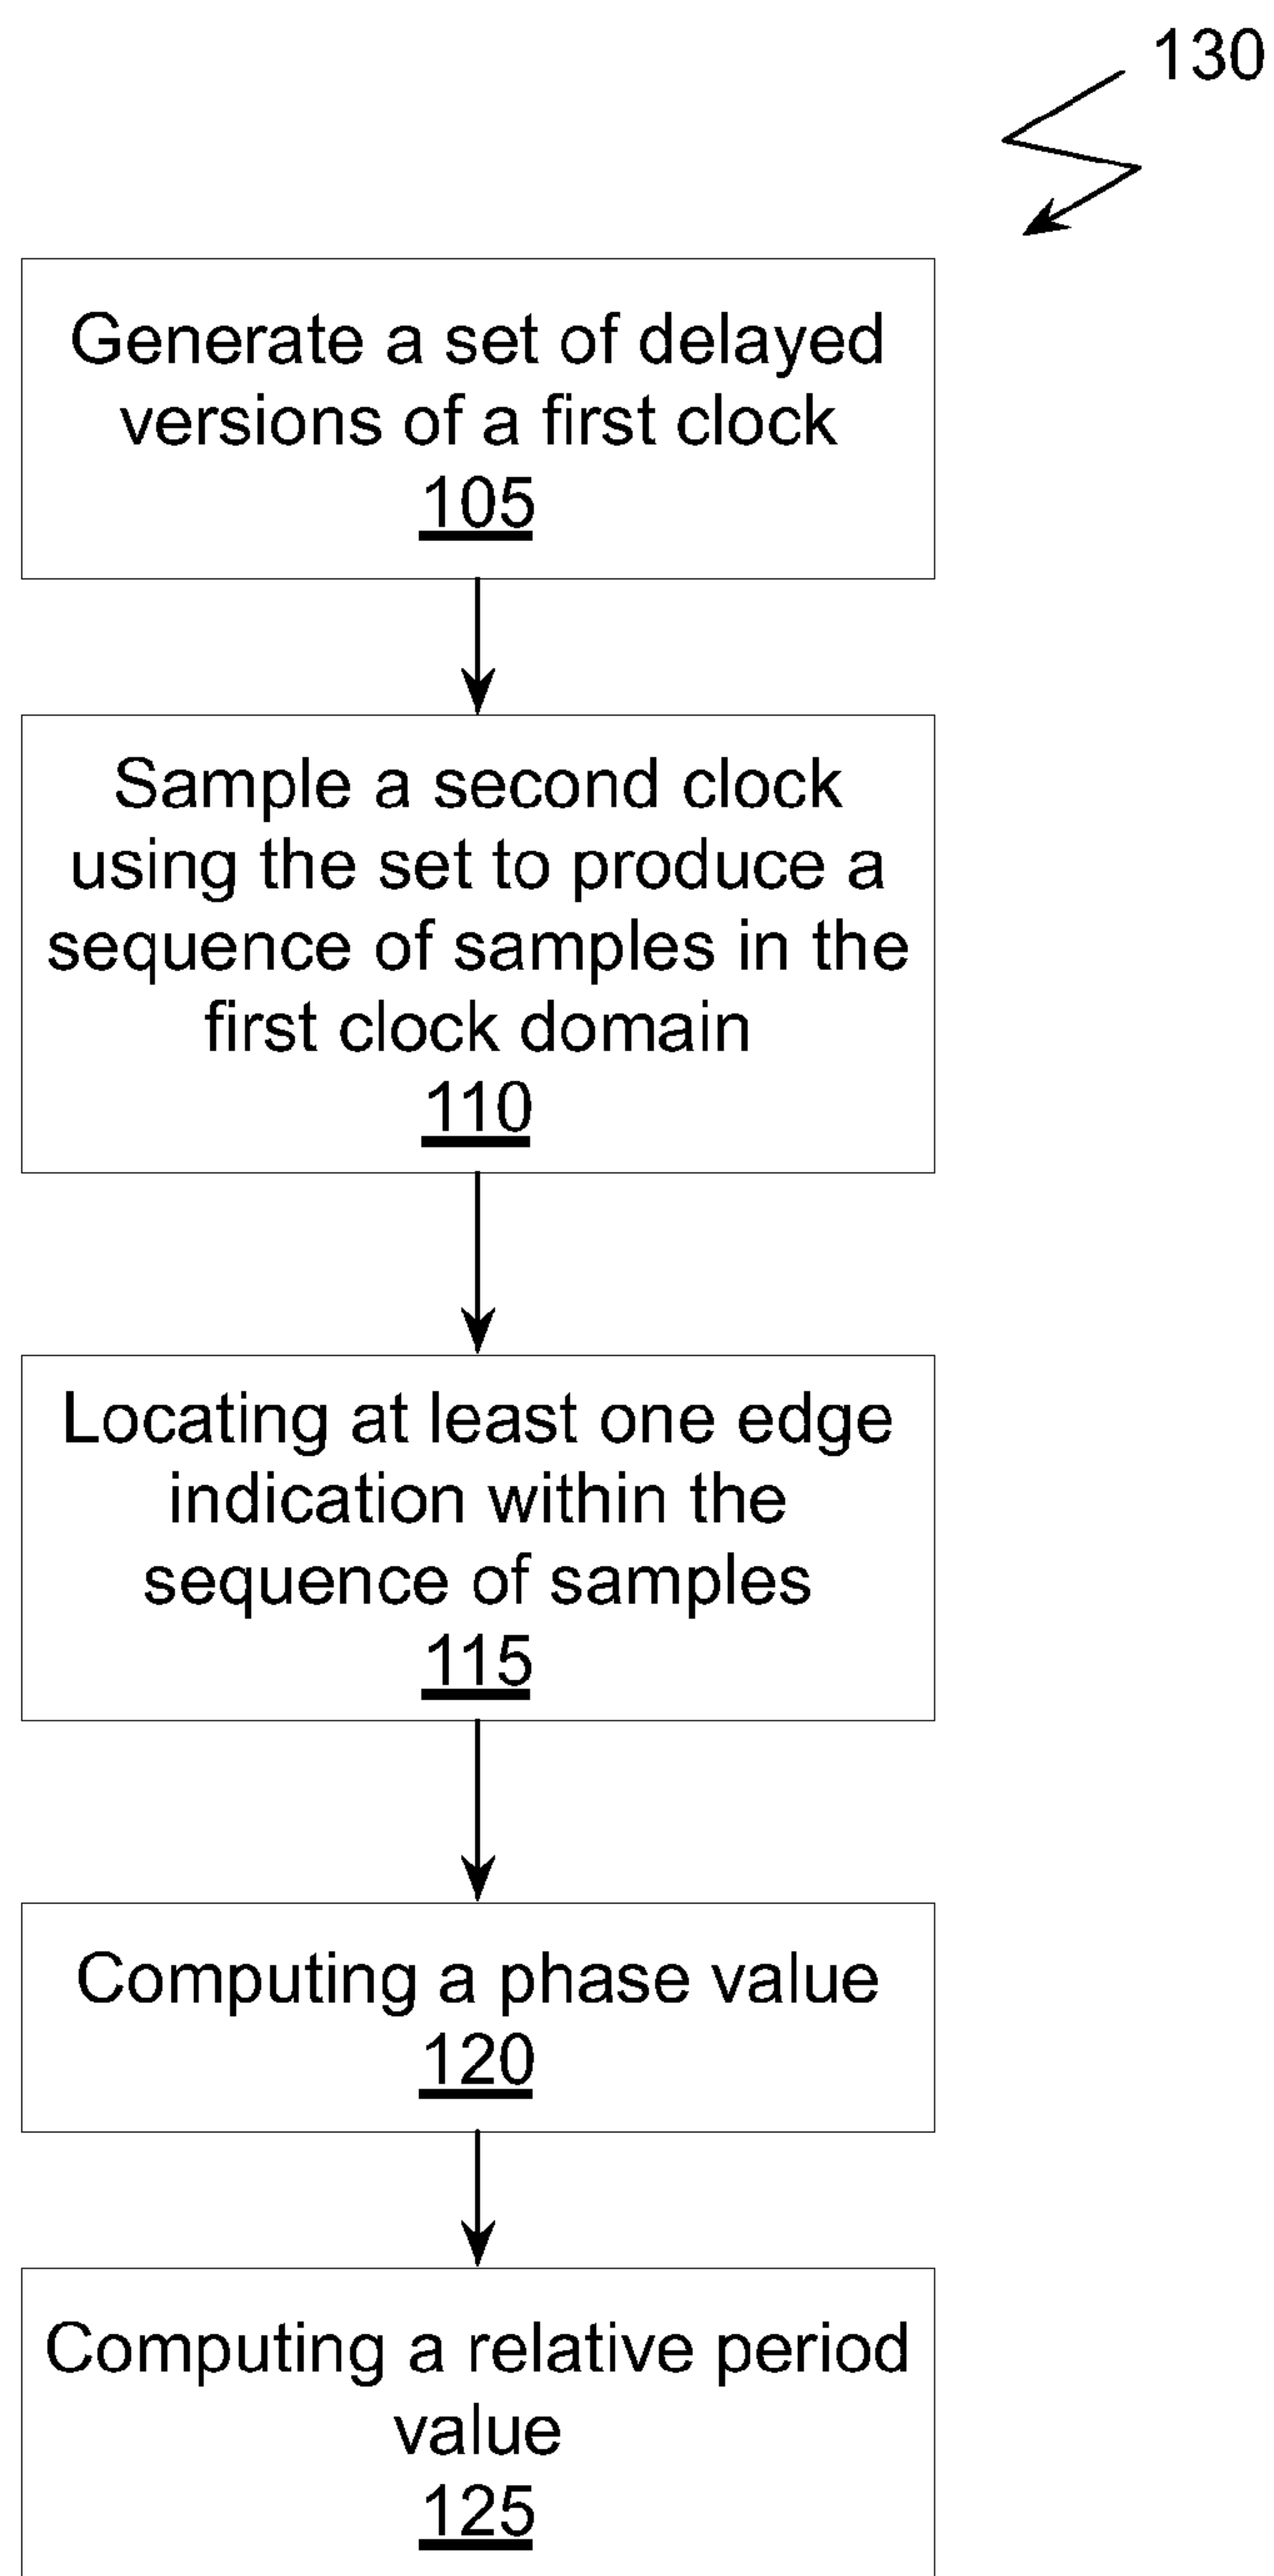 130
Generate a set of delayed
versions of a first clock
105
Sample a second clock
using the set to produce a
sequence of samples in the
first clock domain
110
Locating at least one edge
indication within the
sequence of samples
115
Computing a phase value
120
Computing a relative period
value
125